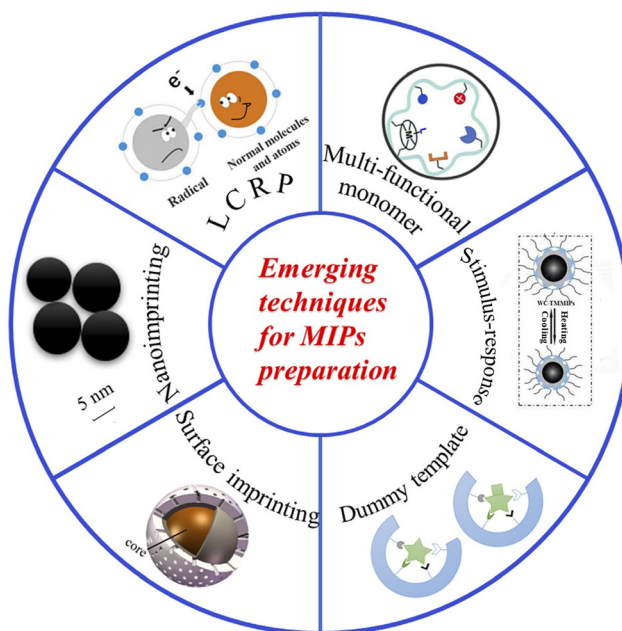 Emerging
techniques
for MIPs
preparation
e-
Radical
Normal molecules
and atoms
LCRP
Multi-functional
monomer
Stimulus-response
WC-TMMIPs
Heating
Cooling
Dummy template
Surface imprinting
core
Nanoimprinting
5 nm